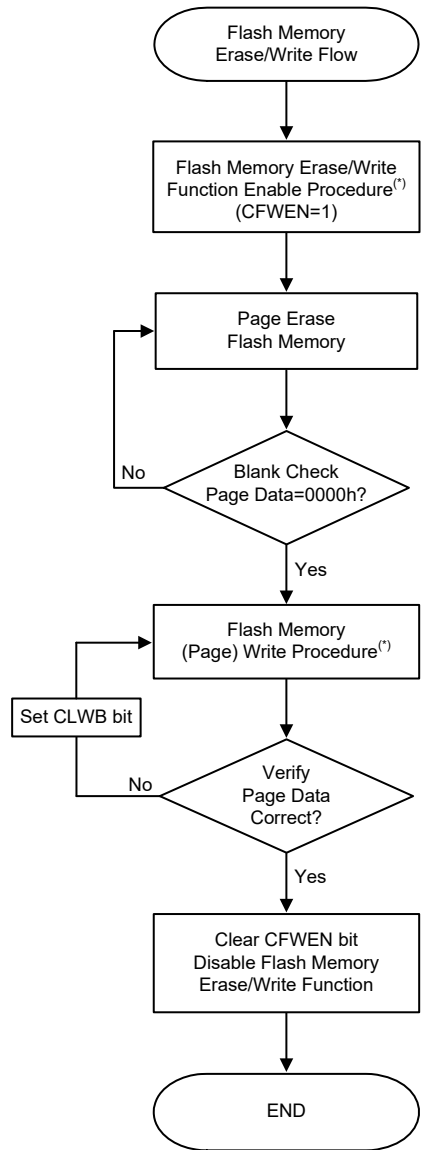 Flash Memory
Erase/Write Flow
Flash Memory Erase/Write
Function Enable Procedure(*)
(CFWEN=1)
Page Erase
Flash Memory
No
Blank Check
Page Data=0000h?
Yes
Flash Memory
(Page) Write Procedure(*)
Set CLWB bit
No
Verify
Page Data
Correct?
Yes
Clear CFWEN bit
Disable Flash Memory
Erase/Write Function
END